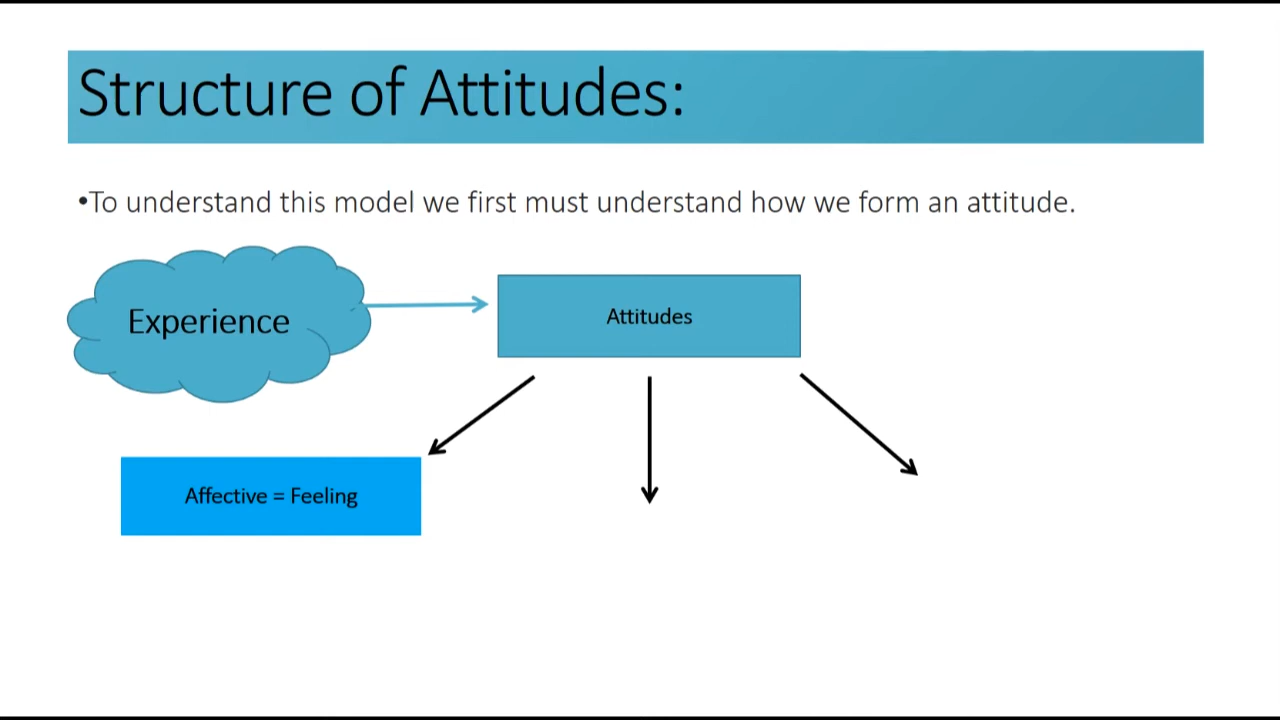 Structure of Attitudes:
•To understand this model we first must understand how we form an attitude.
Experience
Attitudes
Affective = Feeling